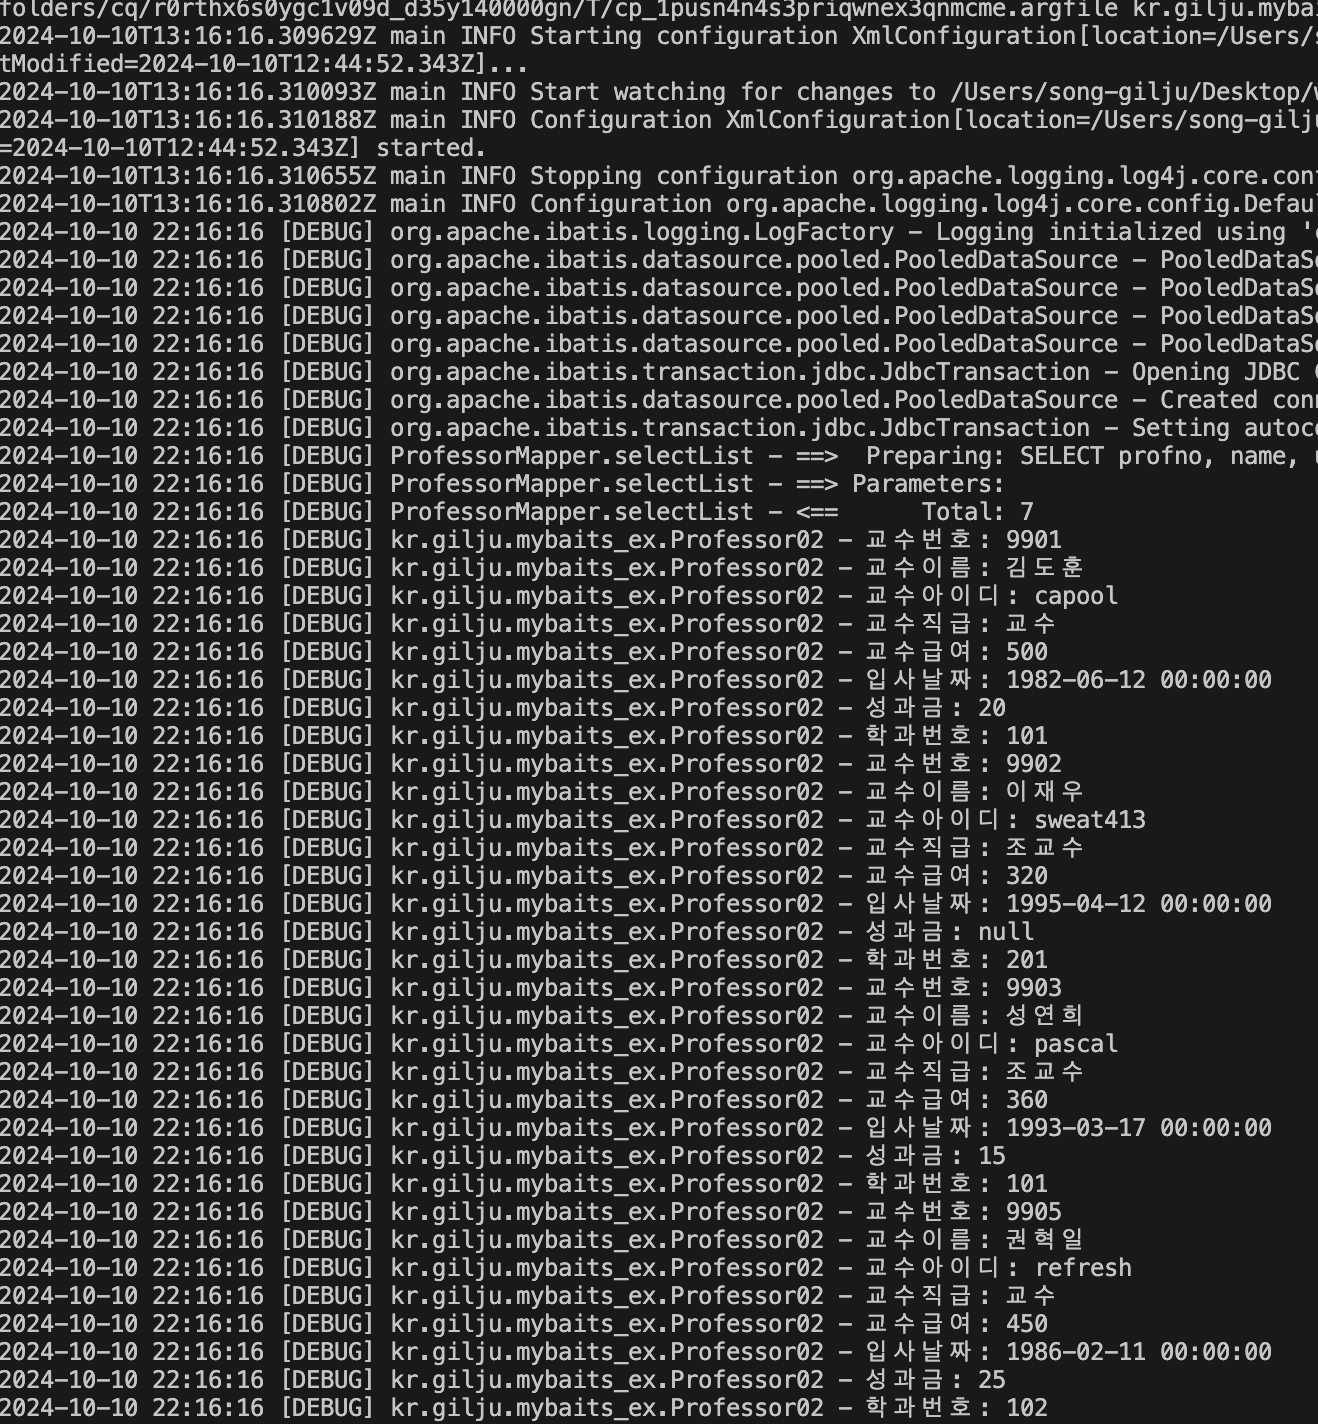 folders/cq/r0rthx6s0ygc1v09d_d35y140000gn/T/cp_1pusn4n4s3priqwnex3qnmcme.argfile kr.gilju.mybai
2024-10-10T13:16:16.309629Z main INFO Starting configuration XmlConfiguration[location=/Users/s
tModified=2024-10-10T12:44:52.343Z]...
2024-10-10T13:16:16.310093Z main INFO Start watching for changes to /Users/song-gilju/Desktop/w
2024-10-10T13:16:16.310188Z main INFO Configuration XmlConfiguration[location=/Users/song-gilju
=2024-10-10T12:44:52.343Z] started.
2024-10-10T13:16:16.310655Z main INFO Stopping configuration org.apache.logging.log4j.core.conf
2024-10-10T13:16:16.310802Z main INFO Configuration org.apache.logging.log4j.core.config.Defaul
2024-10-10 22:16:16 [DEBUG] org.apache.ibatis.logging.LogFactory - Logging initialized using '
2024-10-10 22:16:16 [DEBUG] org.apache.ibatis.datasource.pooled.PooledDataSource - PooledDataSo
2024-10-10 22:16:16 [DEBUG] org.apache.ibatis.datasource.pooled.PooledDataSource - PooledDataSo
2024-10-10 22:16:16 [DEBUG] org.apache.ibatis.datasource.pooled.PooledDataSource - PooledDataSo
2024-10-10 22:16:16 [DEBUG] org.apache.ibatis.datasource.pooled.PooledDataSource - PooledDataSo
2024-10-10 22:16:16 [DEBUG] org.apache.ibatis.transaction.jdbc.JdbcTransaction - Opening JDBC C
2024-10-10 22:16:16 [DEBUG] org.apache.ibatis.datasource.pooled.PooledDataSource - Created conn
2024-10-10 22:16:16 [DEBUG] org.apache.ibatis.transaction.jdbc.JdbcTransaction - Setting autoco
2024-10-10 22:16:16 [DEBUG] ProfessorMapper.selectList - ==>  Preparing: SELECT profno, name, u
2024-10-10 22:16:16 [DEBUG] ProfessorMapper.selectList - ==> Parameters:
2024-10-10 22:16:16 [DEBUG] ProfessorMapper.selectList - <==      Total: 7
2024-10-10 22:16:16 [DEBUG] kr.gilju.mybaits_ex.Professor02 - 교수번호: 9901
2024-10-10 22:16:16 [DEBUG] kr.gilju.mybaits_ex.Professor02 - 교수이름: 김도훈
2024-10-10 22:16:16 [DEBUG] kr.gilju.mybaits_ex.Professor02 - 교수아이디: capool
2024-10-10 22:16:16 [DEBUG] kr.gilju.mybaits_ex.Professor02 - 교수직급: 교수
2024-10-10 22:16:16 [DEBUG] kr.gilju.mybaits_ex.Professor02 - 교수급여: 500
2024-10-10 22:16:16 [DEBUG] kr.gilju.mybaits_ex.Professor02 - 입사날짜: 1982-06-12 00:00:00
2024-10-10 22:16:16 [DEBUG] kr.gilju.mybaits_ex.Professor02 - 성과금: 20
2024-10-10 22:16:16 [DEBUG] kr.gilju.mybaits_ex.Professor02 - 학과번호: 101
2024-10-10 22:16:16 [DEBUG] kr.gilju.mybaits_ex.Professor02 - 교수번호: 9902
2024-10-10 22:16:16 [DEBUG] kr.gilju.mybaits_ex.Professor02 - 교수이름: 이재우
2024-10-10 22:16:16 [DEBUG] kr.gilju.mybaits_ex.Professor02 - 교수아이디: sweat413
2024-10-10 22:16:16 [DEBUG] kr.gilju.mybaits_ex.Professor02 - 교수직급: 조교수
2024-10-10 22:16:16 [DEBUG] kr.gilju.mybaits_ex.Professor02 - 교수급여: 320
2024-10-10 22:16:16 [DEBUG] kr.gilju.mybaits_ex.Professor02 - 입사날짜: 1995-04-12 00:00:00
2024-10-10 22:16:16 [DEBUG] kr.gilju.mybaits_ex.Professor02 - 성과금: null
2024-10-10 22:16:16 [DEBUG] kr.gilju.mybaits_ex.Professor02 - 학과번호: 201
2024-10-10 22:16:16 [DEBUG] kr.gilju.mybaits_ex.Professor02 - 교수번호: 9903
2024-10-10 22:16:16 [DEBUG] kr.gilju.mybaits_ex.Professor02 - 교수이름: 성연희
2024-10-10 22:16:16 [DEBUG] kr.gilju.mybaits_ex.Professor02 - 교수아이디: pascal
2024-10-10 22:16:16 [DEBUG] kr.gilju.mybaits_ex.Professor02 - 교수직급: 조교수
2024-10-10 22:16:16 [DEBUG] kr.gilju.mybaits_ex.Professor02 - 교수급여: 360
2024-10-10 22:16:16 [DEBUG] kr.gilju.mybaits_ex.Professor02 - 입사날짜: 1993-03-17 00:00:00
2024-10-10 22:16:16 [DEBUG] kr.gilju.mybaits_ex.Professor02 - 성과금: 15
2024-10-10 22:16:16 [DEBUG] kr.gilju.mybaits_ex.Professor02 - 학과번호: 101
2024-10-10 22:16:16 [DEBUG] kr.gilju.mybaits_ex.Professor02 - 교수번호: 9905
2024-10-10 22:16:16 [DEBUG] kr.gilju.mybaits_ex.Professor02 - 교수이름: 권혁일
2024-10-10 22:16:16 [DEBUG] kr.gilju.mybaits_ex.Professor02 - 교수아이디: refresh
2024-10-10 22:16:16 [DEBUG] kr.gilju.mybaits_ex.Professor02 - 교수직급: 교수
2024-10-10 22:16:16 [DEBUG] kr.gilju.mybaits_ex.Professor02 - 교수급여: 450
2024-10-10 22:16:16 [DEBUG] kr.gilju.mybaits_ex.Professor02 - 입사날짜: 1986-02-11 00:00:00
2024-10-10 22:16:16 [DEBUG] kr.gilju.mybaits_ex.Professor02 - 성과금: 25
2024-10-10 22:16:16 [DEBUG] kr.gilju.mybaits_ex.Professor02 - 학과번호: 102